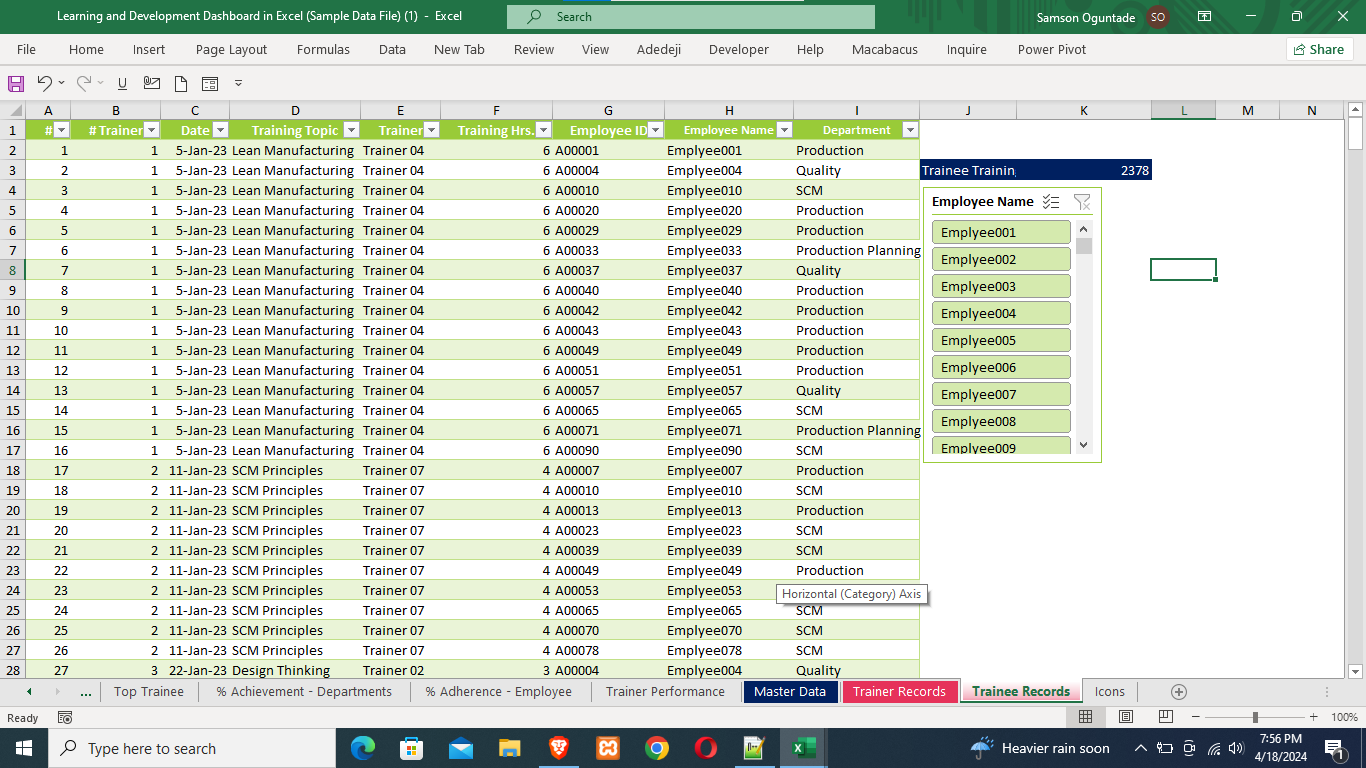 Learning and Development Dashboard in Excel (Sample Data File) (1) - Excel Search Samson Oguntade SO
File Home Insert Page Layout Formulas Data New Tab Review View Adedeji Developer Help Macabacus Inquire Power Pivot Share
A B C D E F G H I J K L M N
1 # # Trainer Date Training Topic Trainer Training Hrs. Employee ID Employee Name Department
2 1 1 5-Jan-23 Lean Manufacturing Trainer 04 6 A00001 Emplyee001 Production
3 2 1 5-Jan-23 Lean Manufacturing Trainer 04 6 A00004 Emplyee004 Quality Trainee Trainin 2378
4 3 1 5-Jan-23 Lean Manufacturing Trainer 04 6 A00010 Emplyee010 SCM
5 4 1 5-Jan-23 Lean Manufacturing Trainer 04 6 A00020 Emplyee020 Production
6 5 1 5-Jan-23 Lean Manufacturing Trainer 04 6 A00029 Emplyee029 Production
7 6 1 5-Jan-23 Lean Manufacturing Trainer 04 6 A00033 Emplyee033 Production Planning
8 7 1 5-Jan-23 Lean Manufacturing Trainer 04 6 A00037 Emplyee037 Quality
9 8 1 5-Jan-23 Lean Manufacturing Trainer 04 6 A00040 Emplyee040 Production
10 9 1 5-Jan-23 Lean Manufacturing Trainer 04 6 A00042 Emplyee042 Production
11 10 1 5-Jan-23 Lean Manufacturing Trainer 04 6 A00043 Emplyee043 Production
12 11 1 5-Jan-23 Lean Manufacturing Trainer 04 6 A00049 Emplyee049 Production
13 12 1 5-Jan-23 Lean Manufacturing Trainer 04 6 A00051 Emplyee051 Production
14 13 1 5-Jan-23 Lean Manufacturing Trainer 04 6 A00057 Emplyee057 Quality
15 14 1 5-Jan-23 Lean Manufacturing Trainer 04 6 A00065 Emplyee065 SCM
16 15 1 5-Jan-23 Lean Manufacturing Trainer 04 6 A00071 Emplyee071 Production Planning
17 16 1 5-Jan-23 Lean Manufacturing Trainer 04 6 A00090 Emplyee090 SCM
18 17 2 11-Jan-23 SCM Principles Trainer 07 4 A00007 Emplyee007 Production
19 18 2 11-Jan-23 SCM Principles Trainer 07 4 A00010 Emplyee010 SCM
20 19 2 11-Jan-23 SCM Principles Trainer 07 4 A00013 Emplyee013 Production
21 20 2 11-Jan-23 SCM Principles Trainer 07 4 A00023 Emplyee023 SCM
22 21 2 11-Jan-23 SCM Principles Trainer 07 4 A00039 Emplyee039 SCM
23 22 2 11-Jan-23 SCM Principles Trainer 07 4 A00049 Emplyee049 Production
24 23 2 11-Jan-23 SCM Principles Trainer 07 4 A00053 Emplyee053
25 24 2 11-Jan-23 SCM Principles Trainer 07 4 A00065 Emplyee065 SCM
26 25 2 11-Jan-23 SCM Principles Trainer 07 4 A00070 Emplyee070 SCM
27 26 2 11-Jan-23 SCM Principles Trainer 07 4 A00078 Emplyee078 SCM
28 27 3 22-Jan-23 Design Thinking Trainer 02 3 A00004 Emplyee004 Quality
Employee Name
Emplyee001
Emplyee002
Emplyee003
Emplyee004
Emplyee005
Emplyee006
Emplyee007
Emplyee008
Emplyee009
Horizontal (Category) Axis
... Top Trainee % Achievement - Departments % Adherence - Employee Trainer Performance Master Data Trainer Records Trainee Records Icons
Ready 100%
Type here to search Heavier rain soon 7:56 PM
4/18/2024 1